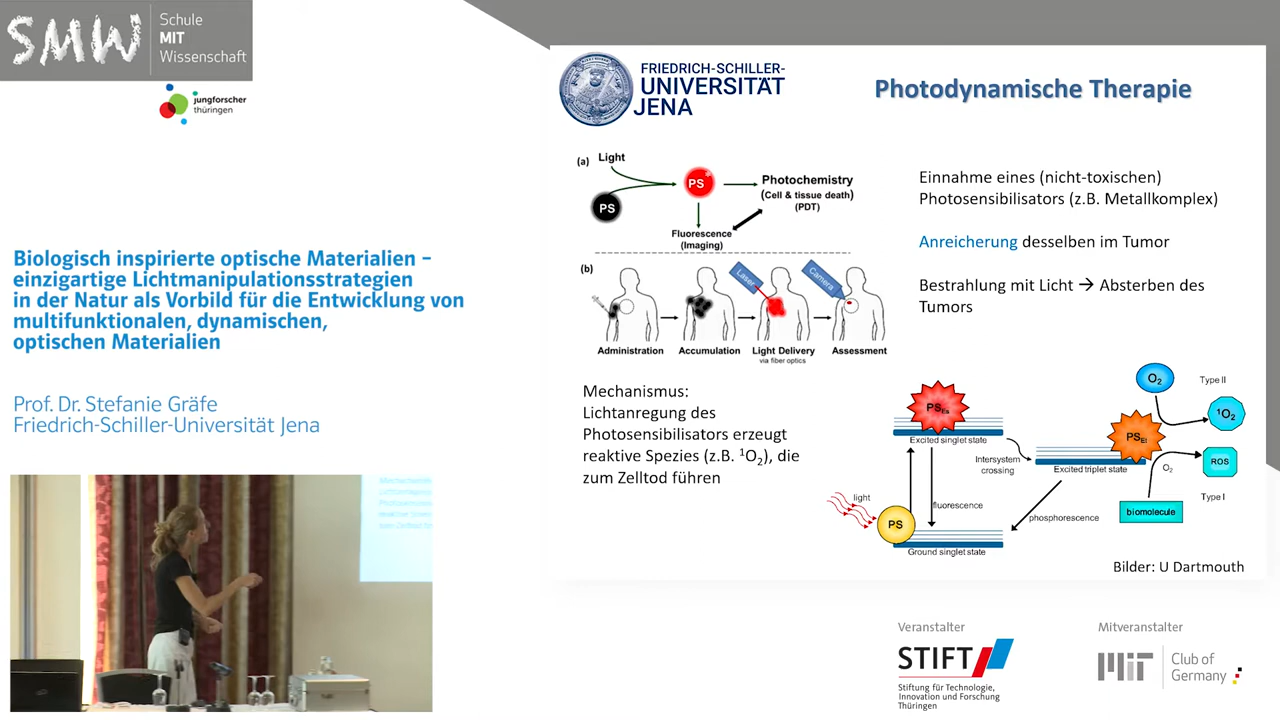 SMW
Schule
MIT
Wissenschaft
jungforscher
thüringen
Biologisch inspirierte optische Materialien –
einzigartige Lichtmanipulationsstrategien
in der Natur als Vorbild für die Entwicklung von
multifunktionalen, dynamischen,
optischen Materialien
Prof. Dr. Stefanie Gräfe
Friedrich-Schiller-Universität Jena
FRIEDRICH-SCHILLER-
UNIVERSITÄT
JENA
Photodynamische Therapie
(a) Light
PS
PS*
Photochemistry
(Cell & tissue death)
(PDT)
Fluorescence
(Imaging)
(b)
Laser
Camera
Administration
Accumulation
Light Delivery
via fiber optics
Assessment
Einnahme eines (nicht-toxischen)
Photosensibilisators (z.B. Metallkomplex)
Anreicherung desselben im Tumor
Bestrahlung mit Licht → Absterben des
Tumors
Mechanismus:
Lichtanregung des
Photosensibilisators erzeugt
reaktive Spezies (z.B. ¹O₂), die
zum Zelltod führen
PS
Excited singlet state
Intersystem
crossing
light
PS
fluorescence
Ground singlet state
phosphorescence
PS
Excited triplet state
O₂
Type II
¹O₂
O₂
ROS
Type I
biomolecule
Bilder: U Dartmouth
Veranstalter
STIFT
Stiftung für Technologie,
Innovation und Forschung
Thüringen
Mitveranstalter
MIT
Club of
Germany